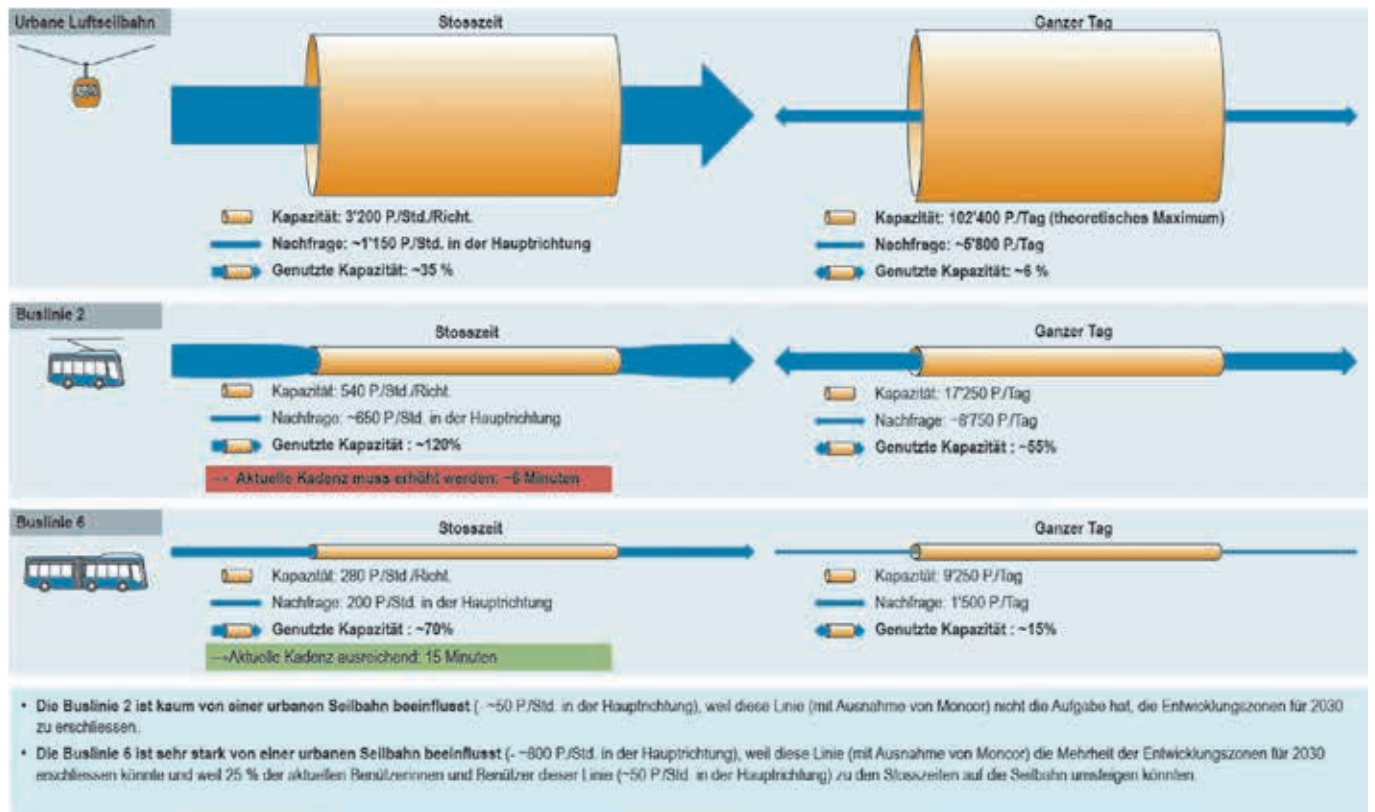 Urbane Luftseilbahn
Stosszeit
Ganzer Tag
Kapazität: 3'200 P./Std./Richt.
Nachfrage: ~1'150 P./Std. in der Hauptrichtung
Genutzte Kapazität: ~35 %
Kapazität: 102'400 P./Tag (theoretisches Maximum)
Nachfrage: ~5'800 P./Tag
Genutzte Kapazität: ~6 %
Buslinie 2
Stosszeit
Ganzer Tag
Kapazität: 540 P./Std./Richt.
Nachfrage: ~650 P./Std. in der Hauptrichtung
Genutzte Kapazität : ~120%
→ Aktuelle Kadenz muss erhöht werden: ~6 Minuten
Kapazität: 17'250 P./Tag
Nachfrage: ~8'750 P./Tag
Genutzte Kapazität : ~55%
Buslinie 6
Stosszeit
Ganzer Tag
Kapazität: 280 P./Std./Richt.
Nachfrage: 200 P./Std. in der Hauptrichtung
Genutzte Kapazität : ~70%
→Aktuelle Kadenz ausreichend: 15 Minuten
Kapazität: 9'250 P./Tag
Nachfrage: 1'500 P./Tag
Genutzte Kapazität : ~15%
• Die Buslinie 2 ist kaum von einer urbanen Seilbahn beeinflusst (- ~50 P./Std. in der Hauptrichtung), weil diese Linie (mit Ausnahme von Moncor) nicht die Aufgabe hat, die Entwicklungszonen für 2030
zu erschliessen.
• Die Buslinie 6 ist sehr stark von einer urbanen Seilbahn beeinflusst (- ~800 P./Std. in der Hauptrichtung), weil diese Linie (mit Ausnahme von Moncor) die Mehrheit der Entwicklungszonen für 2030
erschliessen könnte und weil 25 % der aktuellen Benützerinnen und Benützer dieser Linie (~50 P./Std. in der Hauptrichtung) zu den Stosszeiten auf die Seilbahn umsteigen könnten.